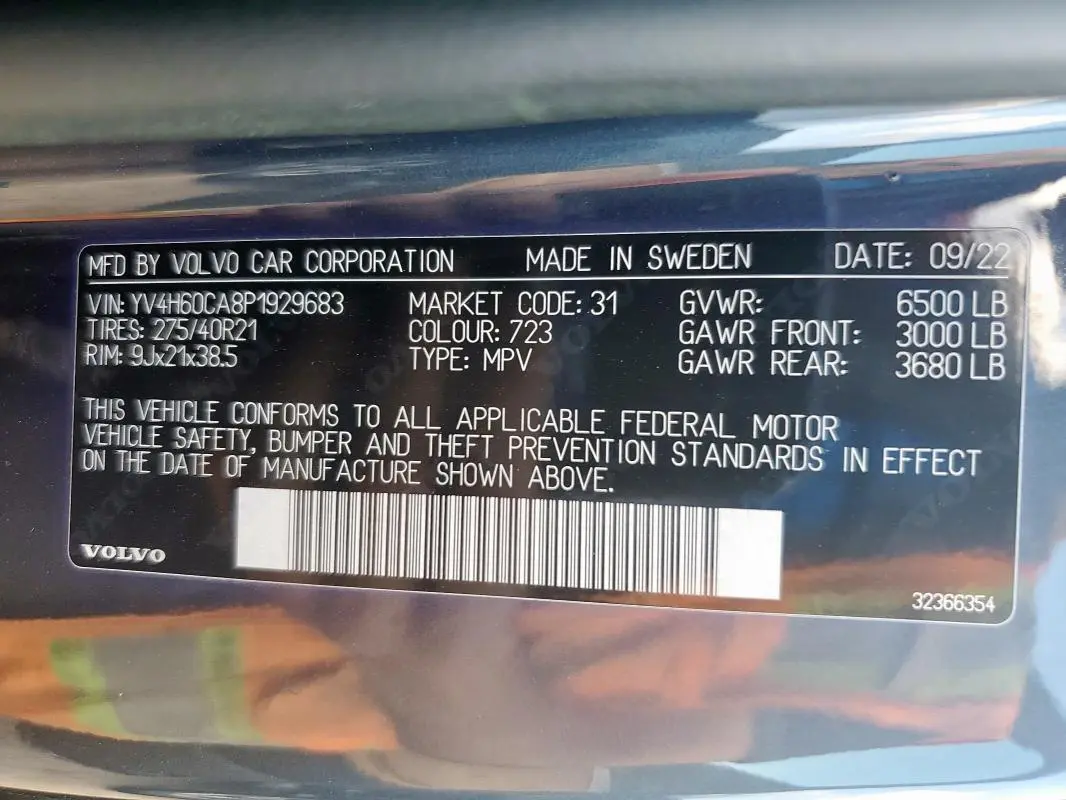 MFD BY VOLVO CAR CORPORATION MADE IN SWEDEN DATE: 09/22
VIN: YV4H60CA8P1929683 MARKET CODE: 31 GVWR: 6500 LB
TIRES: 275/40R21 COLOUR: 723 GAWR FRONT: 3000 LB
RIM: 9Jx21x38.5 TYPE: MPV GAWR REAR: 3680 LB
THIS VEHICLE CONFORMS TO ALL APPLICABLE FEDERAL MOTOR
VEHICLE SAFETY, BUMPER AND THEFT PREVENTION STANDARDS IN EFFECT
ON THE DATE OF MANUFACTURE SHOWN ABOVE.
VOLVO
32366354